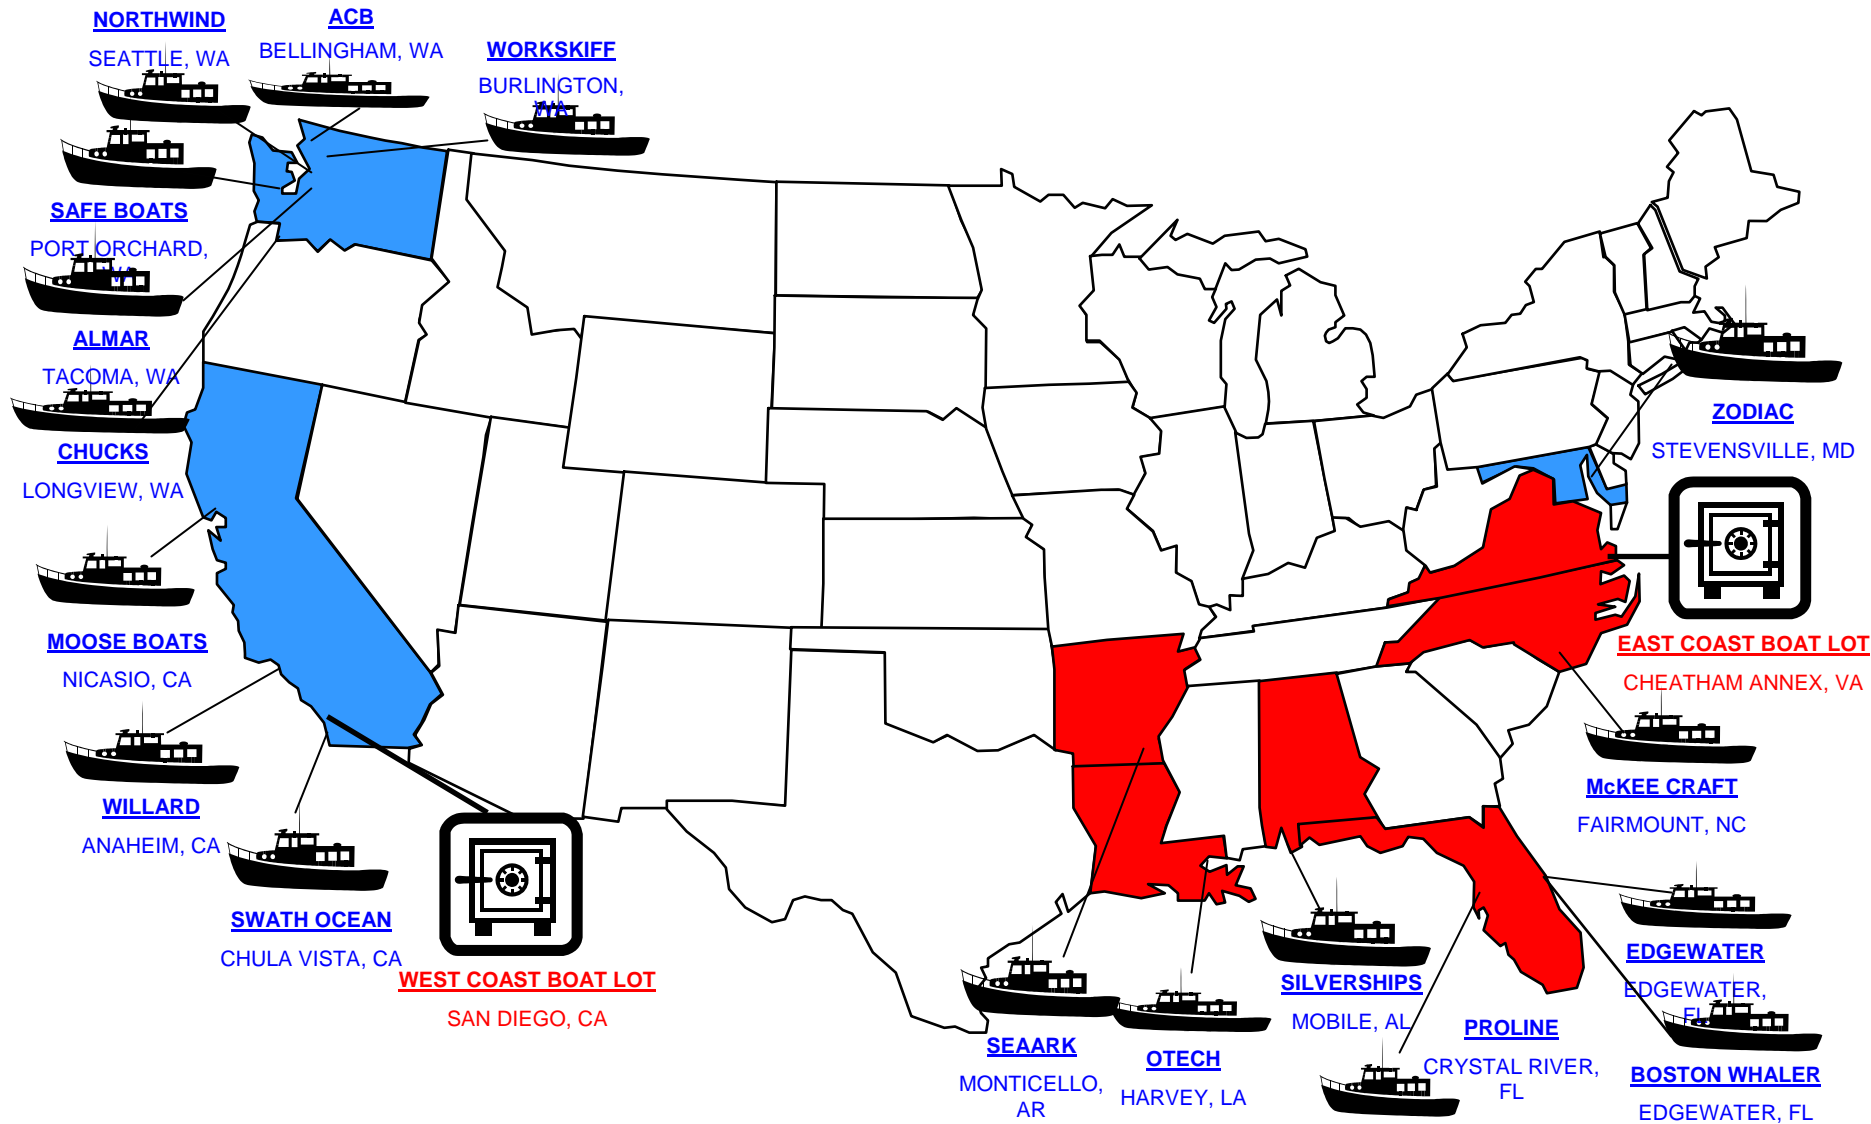 NORTHWIND
SEATTLE, WA
ACB
BELLINGHAM, WA
WORKSKIFF
BURLINGTON,
WA
SAFE BOATS
PORT ORCHARD,
WA
ALMAR
TACOMA, WA
CHUCKS
LONGVIEW, WA
MOOSE BOATS
NICASIO, CA
WILLARD
ANAHEIM, CA
SWATH OCEAN
CHULA VISTA, CA
WEST COAST BOAT LOT
SAN DIEGO, CA
ZODIAC
STEVENSVILLE, MD
EAST COAST BOAT LOT
CHEATHAM ANNEX, VA
McKEE CRAFT
FAIRMOUNT, NC
EDGEWATER
EDGEWATER,
FL
BOSTON WHALER
EDGEWATER, FL
PROLINE
CRYSTAL RIVER,
FL
SILVERSHIPS
MOBILE, AL
OTECH
HARVEY, LA
SEAARK
MONTICELLO,
AR